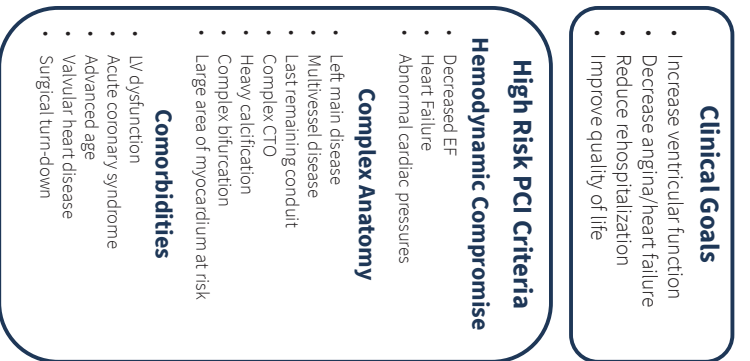 Clinical Goals
• Increase ventricular function
• Decrease angina/heart failure
• Reduce rehospitalization
• Improve quality of life
High Risk PCI Criteria
Hemodynamic Compromise
• Decreased EF
• Heart Failure
• Abnormal cardiac pressures
Complex Anatomy
• Left main disease
• Multivessel disease
• Last remaining conduit
• Complex CTO
• Heavy calcification
• Complex bifurcation
• Large area of myocardium at risk
Comorbidities
• LV dysfunction
• Acute coronary syndrome
• Advanced age
• Valvular heart disease
• Surgical turn-down